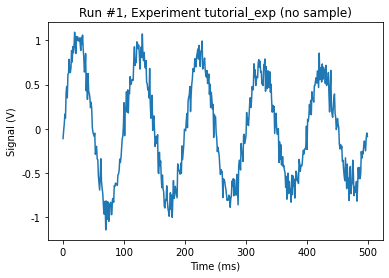 Run #1, Experiment tutorial_exp (no sample)
Signal (V)
1
0.5
0
-0.5
-1
0 100 200 300 400 500
Time (ms)